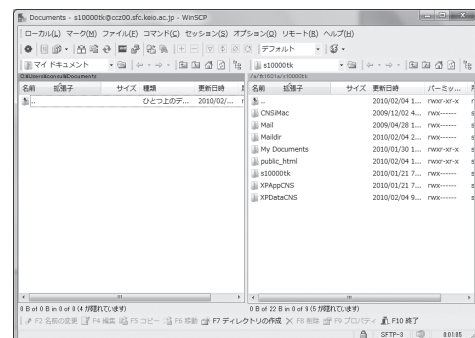 Documents - s10000tk@ccz00.sfc.keio.ac.jp - WinSCP
ローカル(L) マーク(M) ファイル(F) コマンド(C) セッション(S) オプション(O) リモート(R) ヘルプ(H)
デフォルト
マイ ドキュメント
s10000tk
名前 拡張子 サイズ 種類 更新日時
.. ひとつ上のデ... 2010/02/...
名前 拡張子 サイズ 更新日時 パーミッ...
.. 2010/02/04 1... rwxr-xr-x
CNSiMac 2009/12/02 4... rwx------
Mail 2009/04/28 1... rwx------
Maildir 2010/02/04 2... rwx------
My Documents 2010/01/30 1... rwxr-xr-x
public_html 2010/02/04 1... rwxr-xr-x
s10000tk 2010/01/21 7... rwx------
XPAppCNS 2010/01/21 7... rwx------
XPDataCNS 2010/02/04 9... rwx------
0 B of 0 B in 0 of 0 (4 が隠れています)
0 B of 22 B in 0 of 9 (5 が隠れています)
F2 名前の変更 F4 編集 F5 コピー F6 移動 F7 ディレクトリの作成 F8 削除 F9 プロパティ F10 終了
SFTP-3 0:01:05